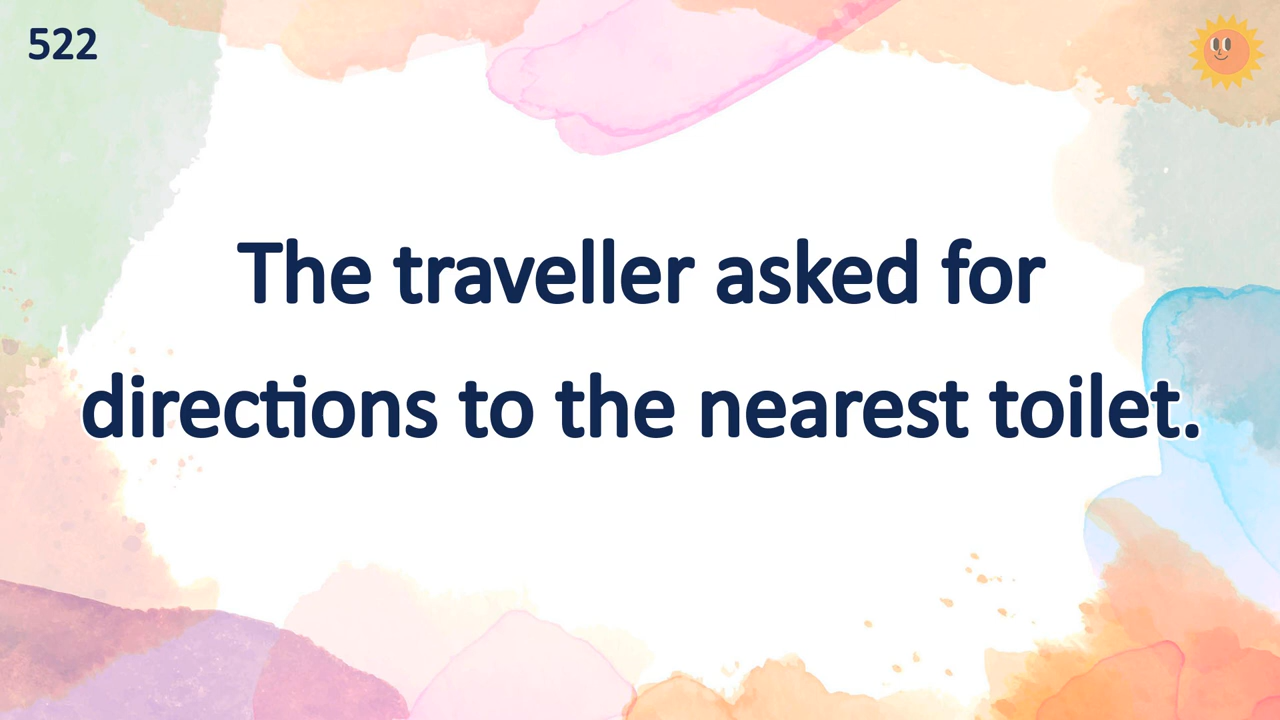 522
The traveller asked for
directions to the nearest toilet.